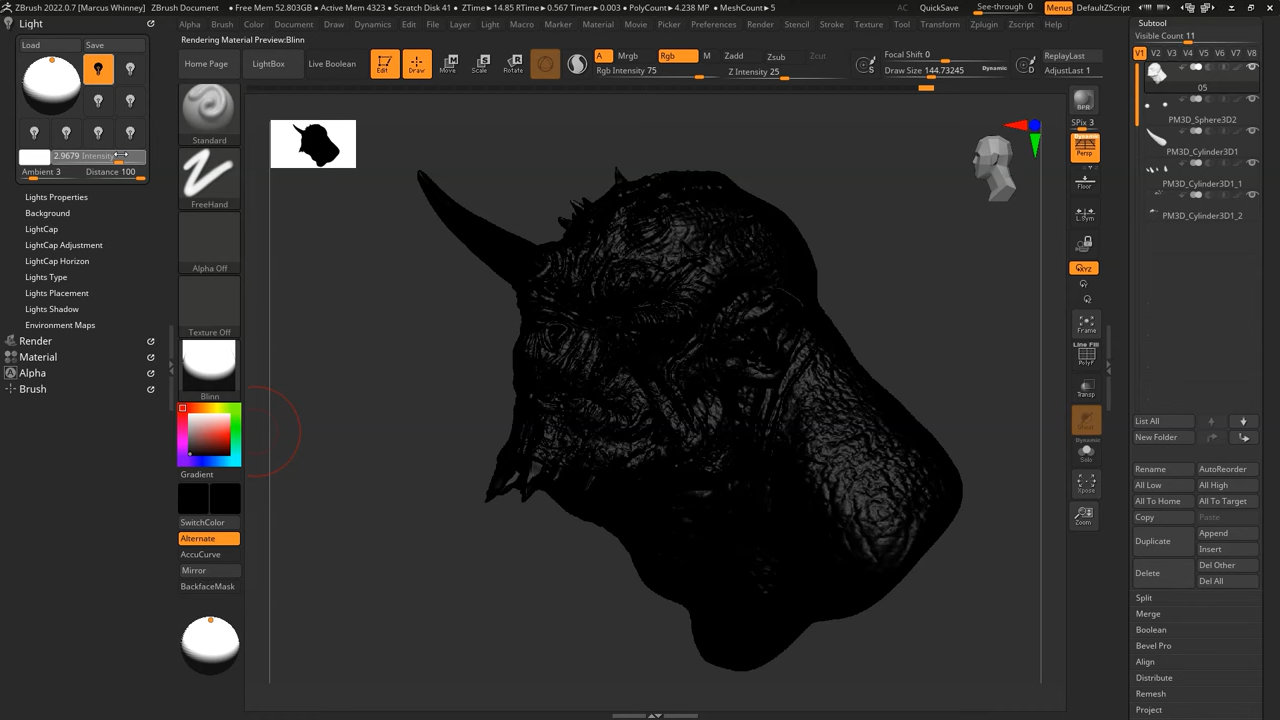 ZBrush 2022.0.7 [Marcus Whinney] ZBrush Document • Free Mem 52.803GB • Active Mem 4323 • Scratch Disk 41 • ZTime▸14.85 RTime▸0.567 Timer▸0.003 • PolyCount▸4.238 MP • MeshCount▸5 AC QuickSave See-through 0 Menus DefaultZScript
Light
Alpha Brush Color Document Draw Dynamics Edit File Layer Light Macro Marker Material Movie Picker Preferences Render Stencil Stroke Texture Tool Transform Zplugin Zscript Help
Rendering Material Preview:Blinn
Load Save
Home Page
LightBox
Live Boolean
Edit
Draw
Move
Scale
Rotate
A Mrgb Rgb M Zadd Zsub
Rgb Intensity 75 Z Intensity 25
Focal Shift 0
Draw Size 144.73245 Dynamic
S
D
ReplayLast
AdjustLast 1
2.9679 Intensity
Ambient 3 Distance 100
Lights Properties
Background
LightCap
LightCap Adjustment
LightCap Horizon
Lights Type
Lights Placement
Lights Shadow
Environment Maps
Render
Material
Alpha
Brush
Standard
FreeHand
Alpha Off
Texture Off
Blinn
Gradient
SwitchColor
Alternate
AccuCurve
Mirror
BackfaceMask
BPR
SPix 3
Dynamic
Persp
Floor
L.Sym
XYZ
Frame
Line Fill
PolyF
Transp
Dynamic
Solo
Xpose
Zoom
Subtool
Visible Count 11
V1 V2 V3 V4 V5 V6 V7 V8
05
PM3D_Sphere3D2
PM3D_Cylinder3D1
PM3D_Cylinder3D1_1
PM3D_Cylinder3D1_2
List All
New Folder
Rename AutoReorder
All Low All High
All To Home All To Target
Copy Paste
Duplicate Append
Insert
Delete Del Other
Del All
Split
Merge
Boolean
Bevel Pro
Align
Distribute
Remesh
Project